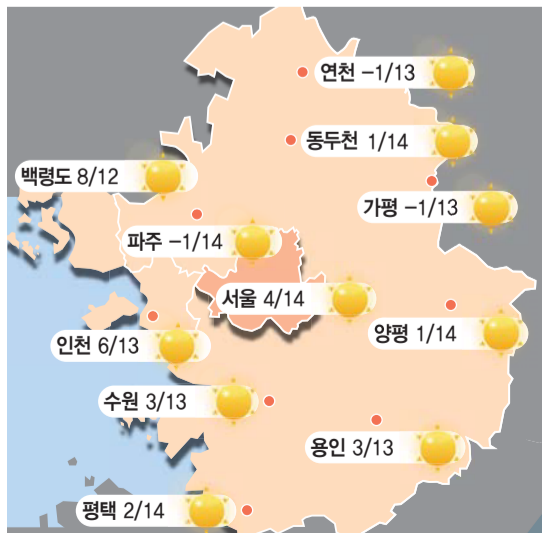 연천 –1/13
동두천 1/14
백령도 8/12
가평 –1/13
파주 –1/14
서울 4/14
양평 1/14
인천 6/13
수원 3/13
용인 3/13
평택 2/14